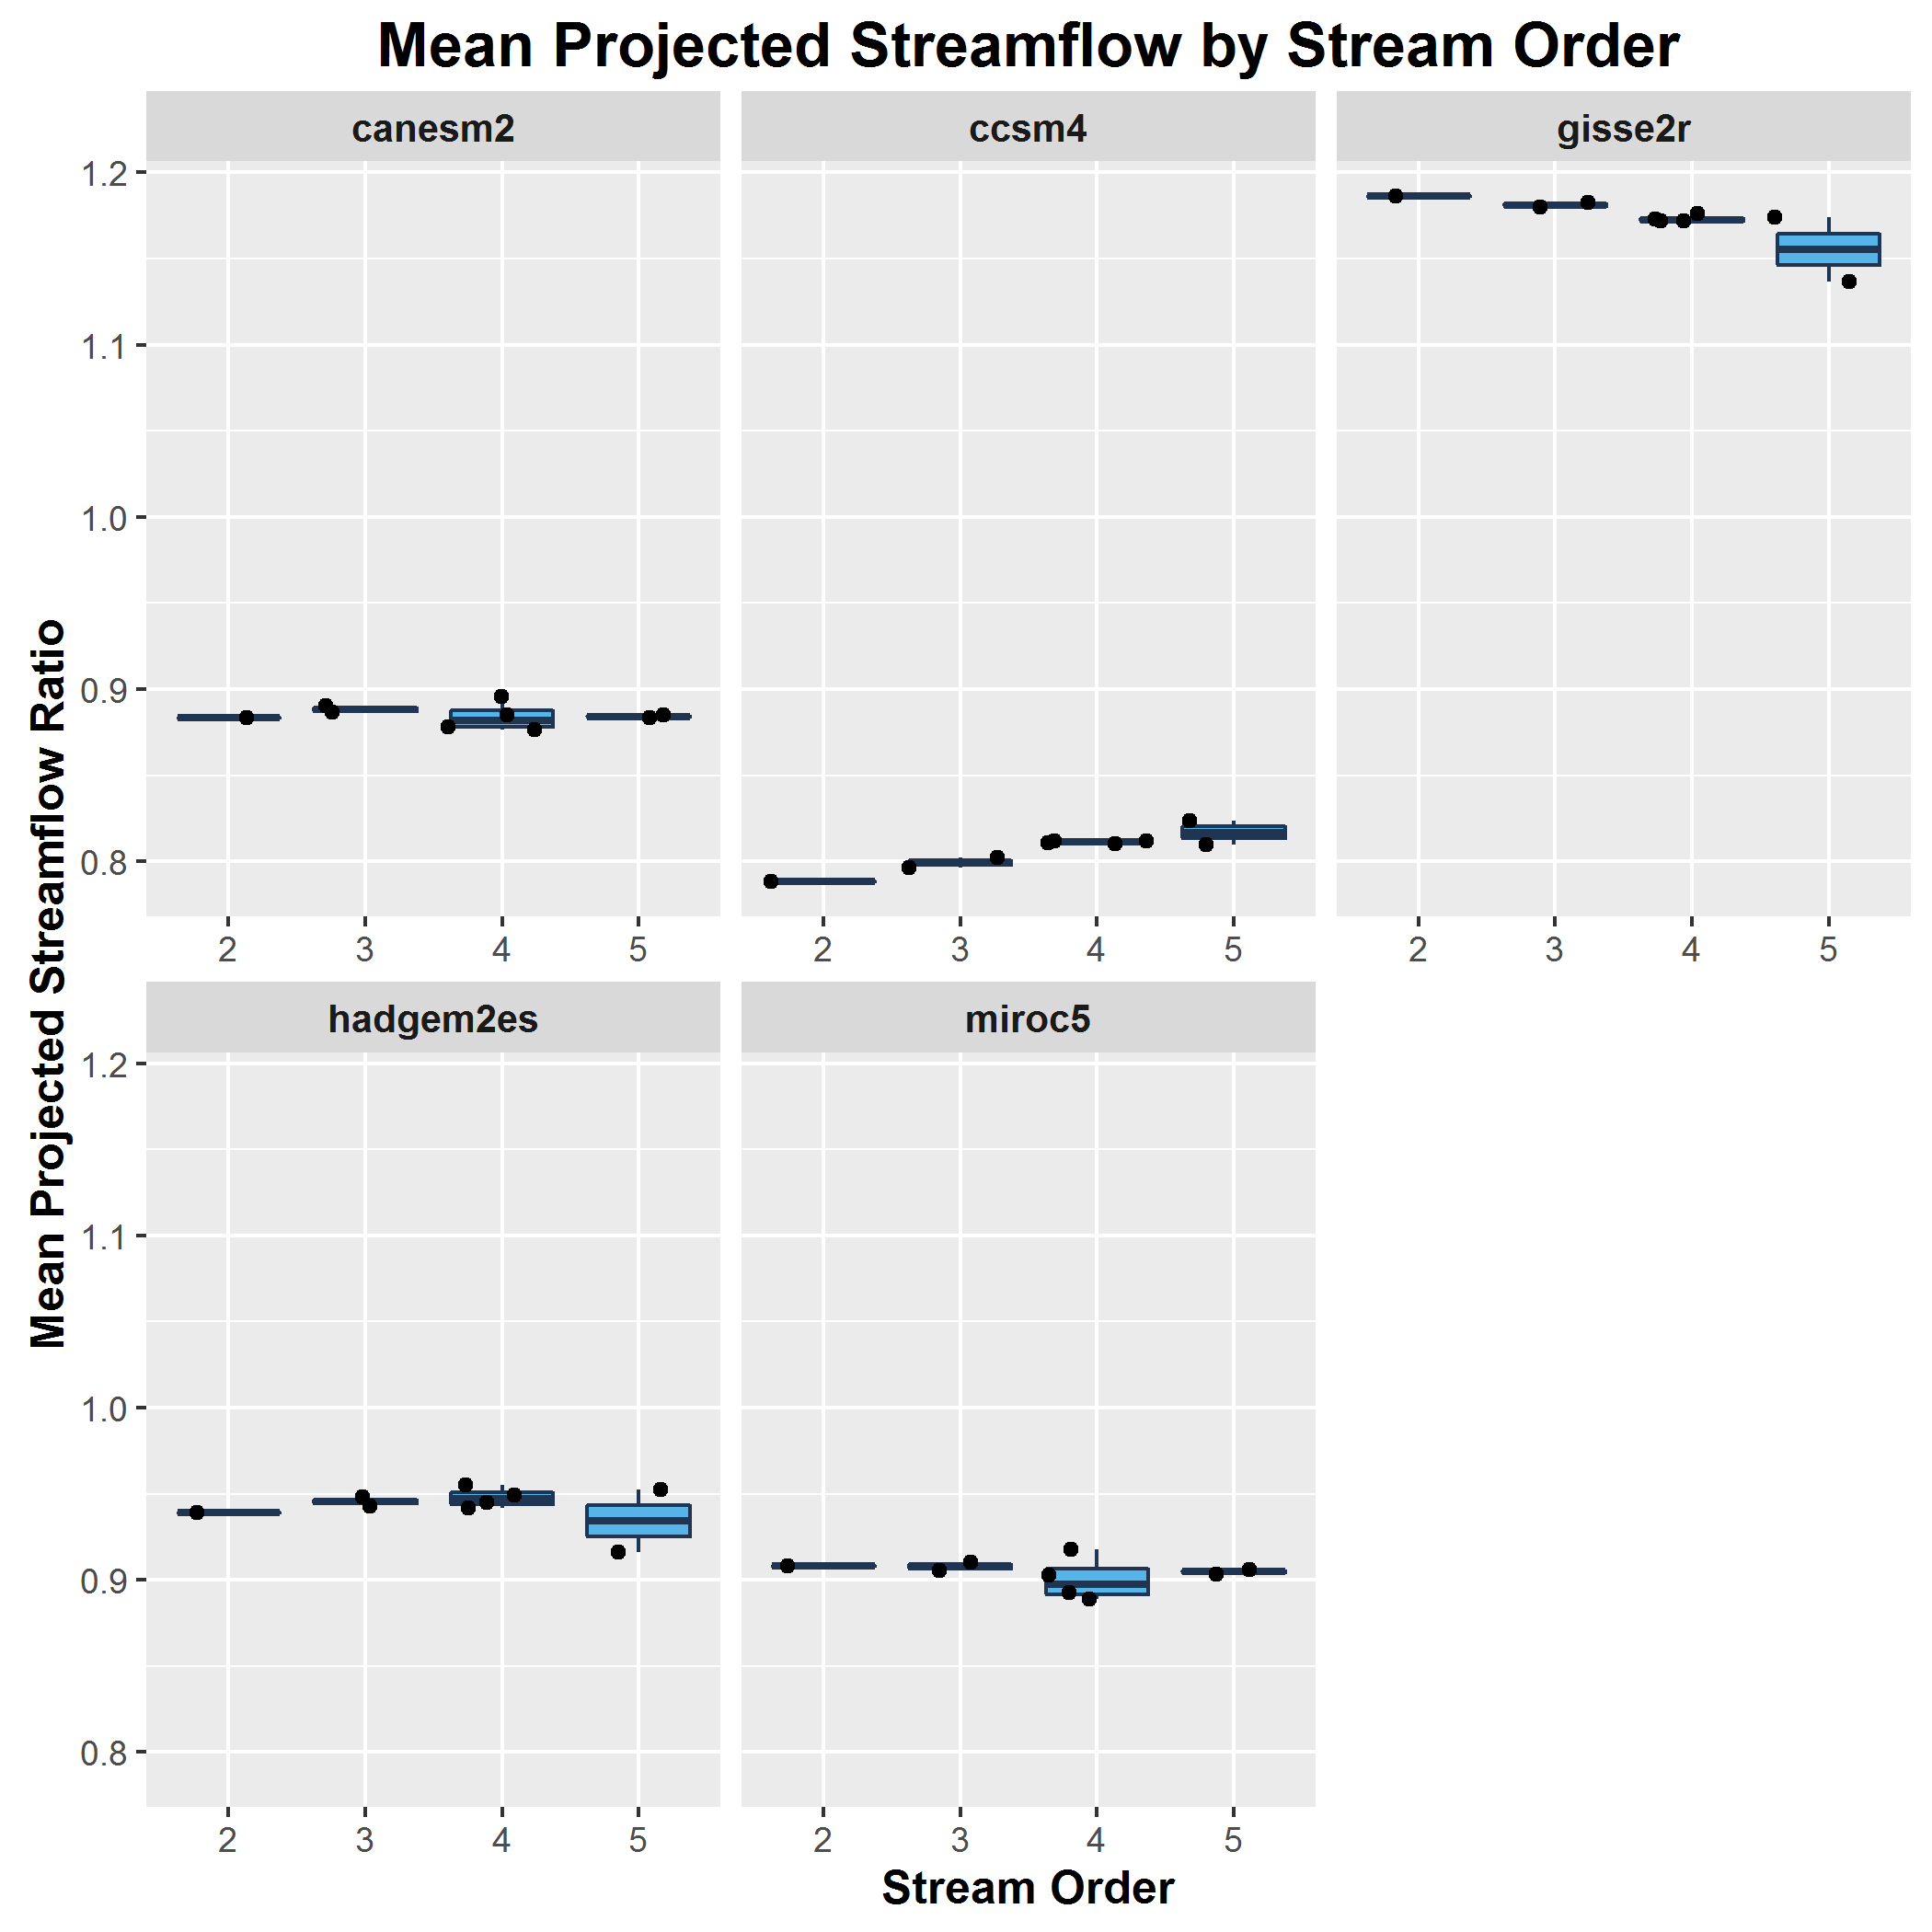 Mean Projected Streamflow by Stream Order
canesm2
ccsm4
gisse2r
1.2
1.1
1.0
0.9
0.8
2 3 4 5
2 3 4 5
2 3 4 5
Mean Projected Streamflow Ratio
hadgem2es
miroc5
1.2
1.1
1.0
0.9
0.8
2 3 4 5
2 3 4 5
Stream Order